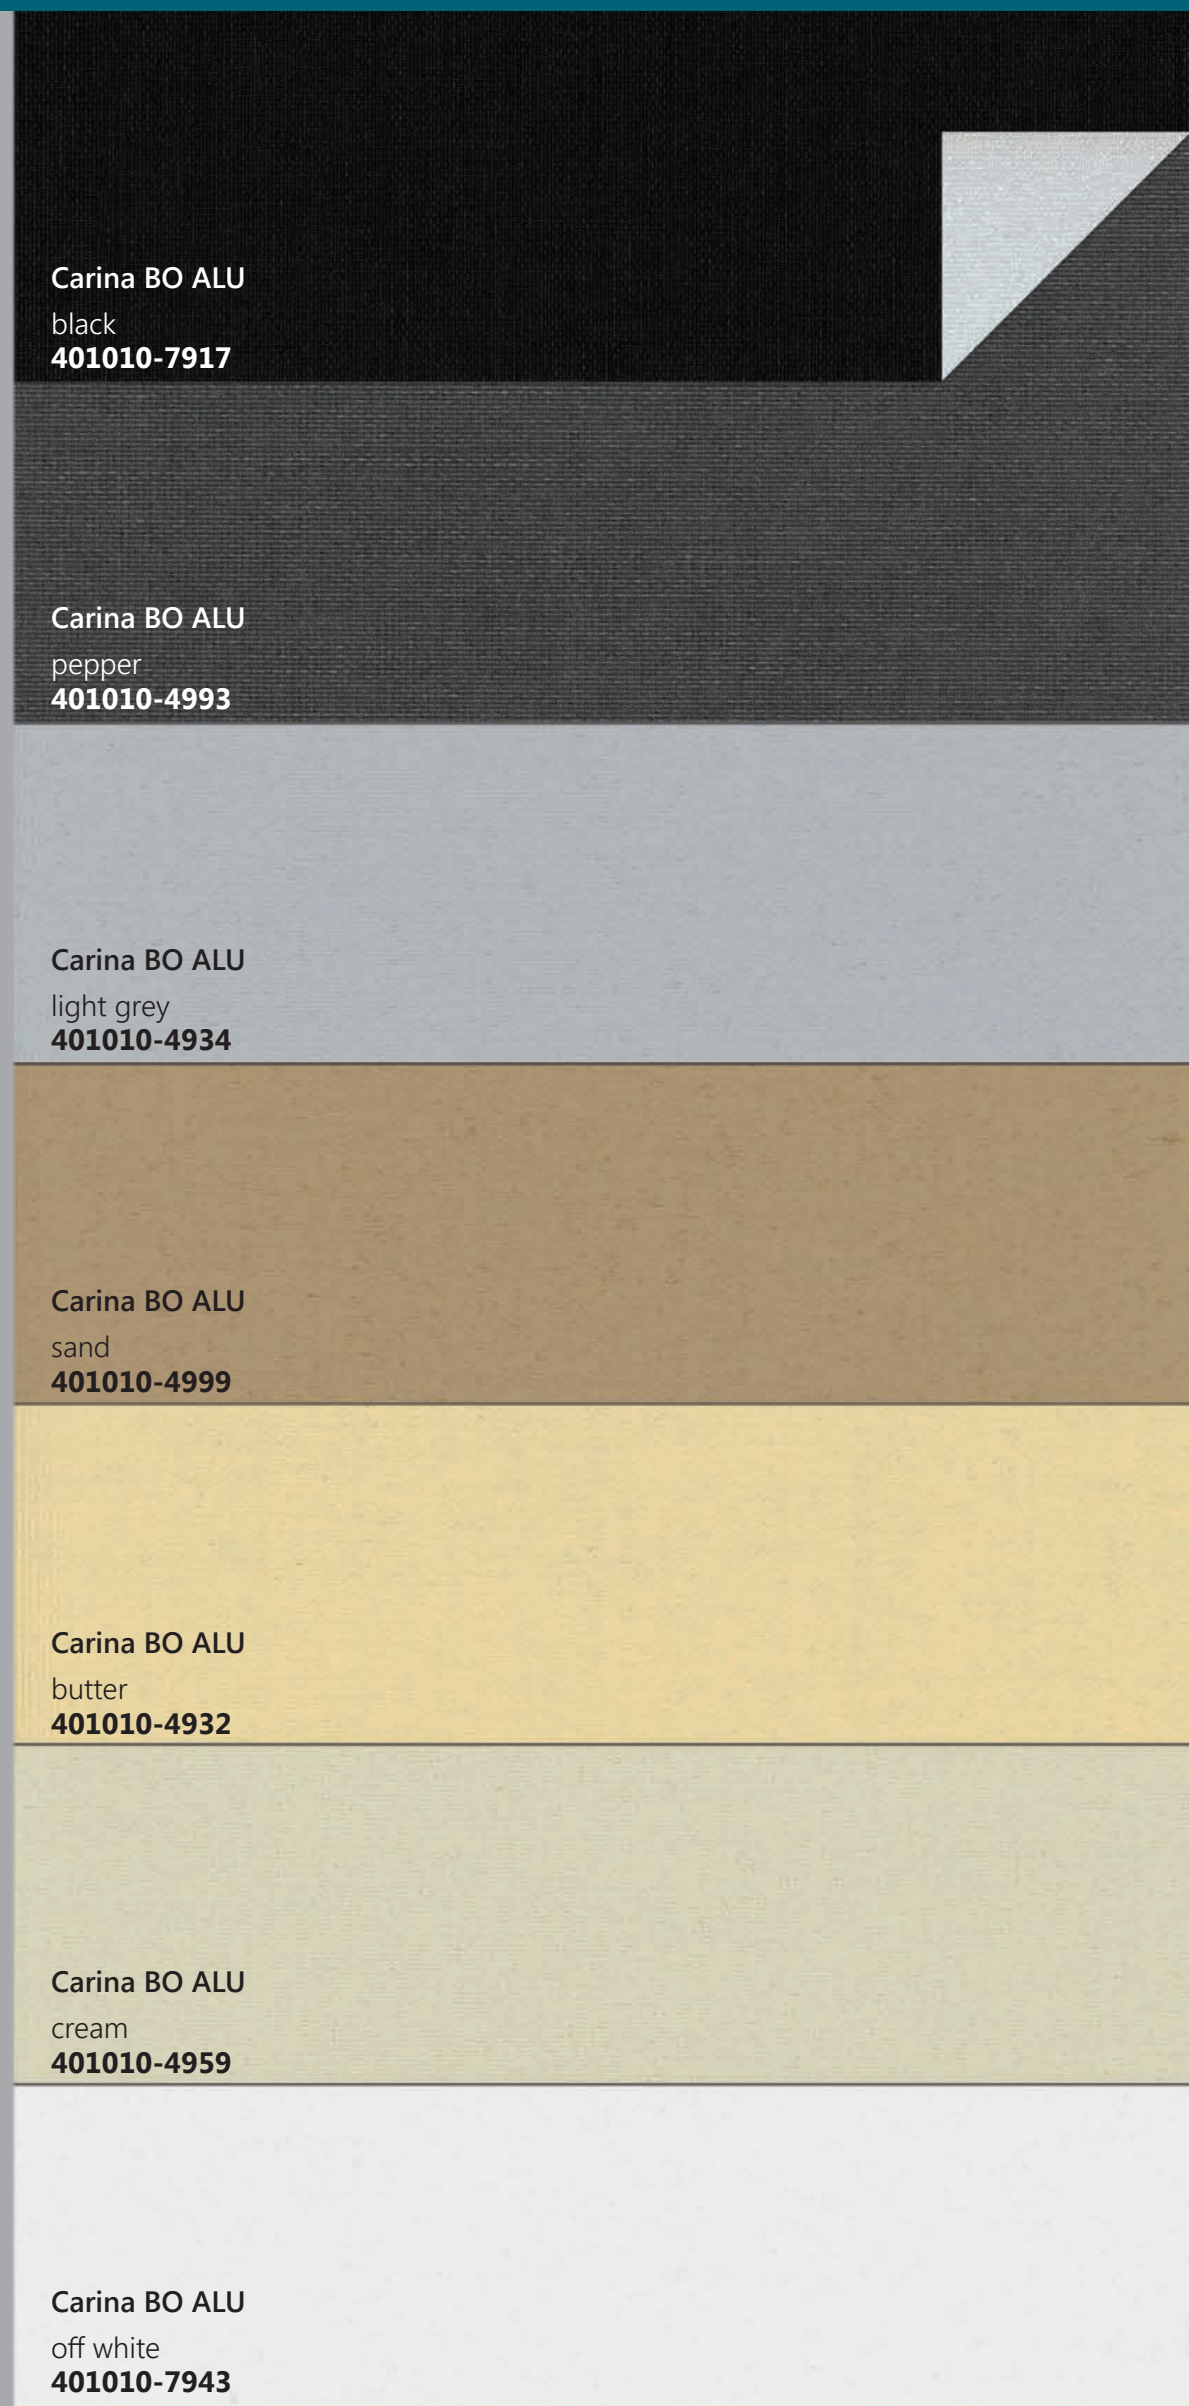 Carina BO ALU
black
401010-7917
Carina BO ALU
pepper
401010-4993
Carina BO ALU
light grey
401010-4934
Carina BO ALU
sand
401010-4999
Carina BO ALU
butter
401010-4932
Carina BO ALU
cream
401010-4959
Carina BO ALU
off white
401010-7943